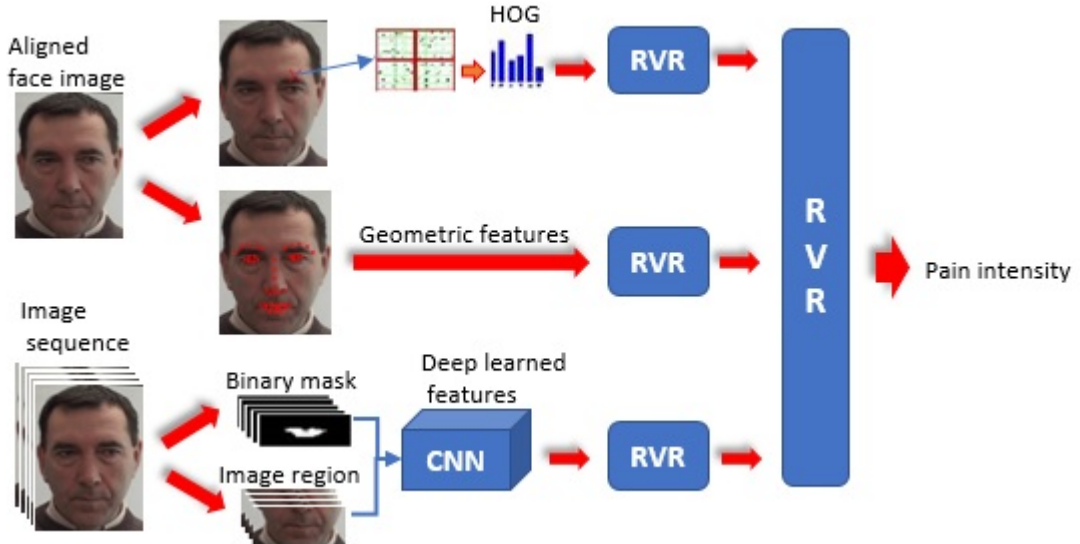 HOG
Aligned
face image
RVR
Geometric features
RVR
R
V
R
Pain intensity
Image
sequence
Binary mask
Image region
Deep learned
features
CNN
RVR